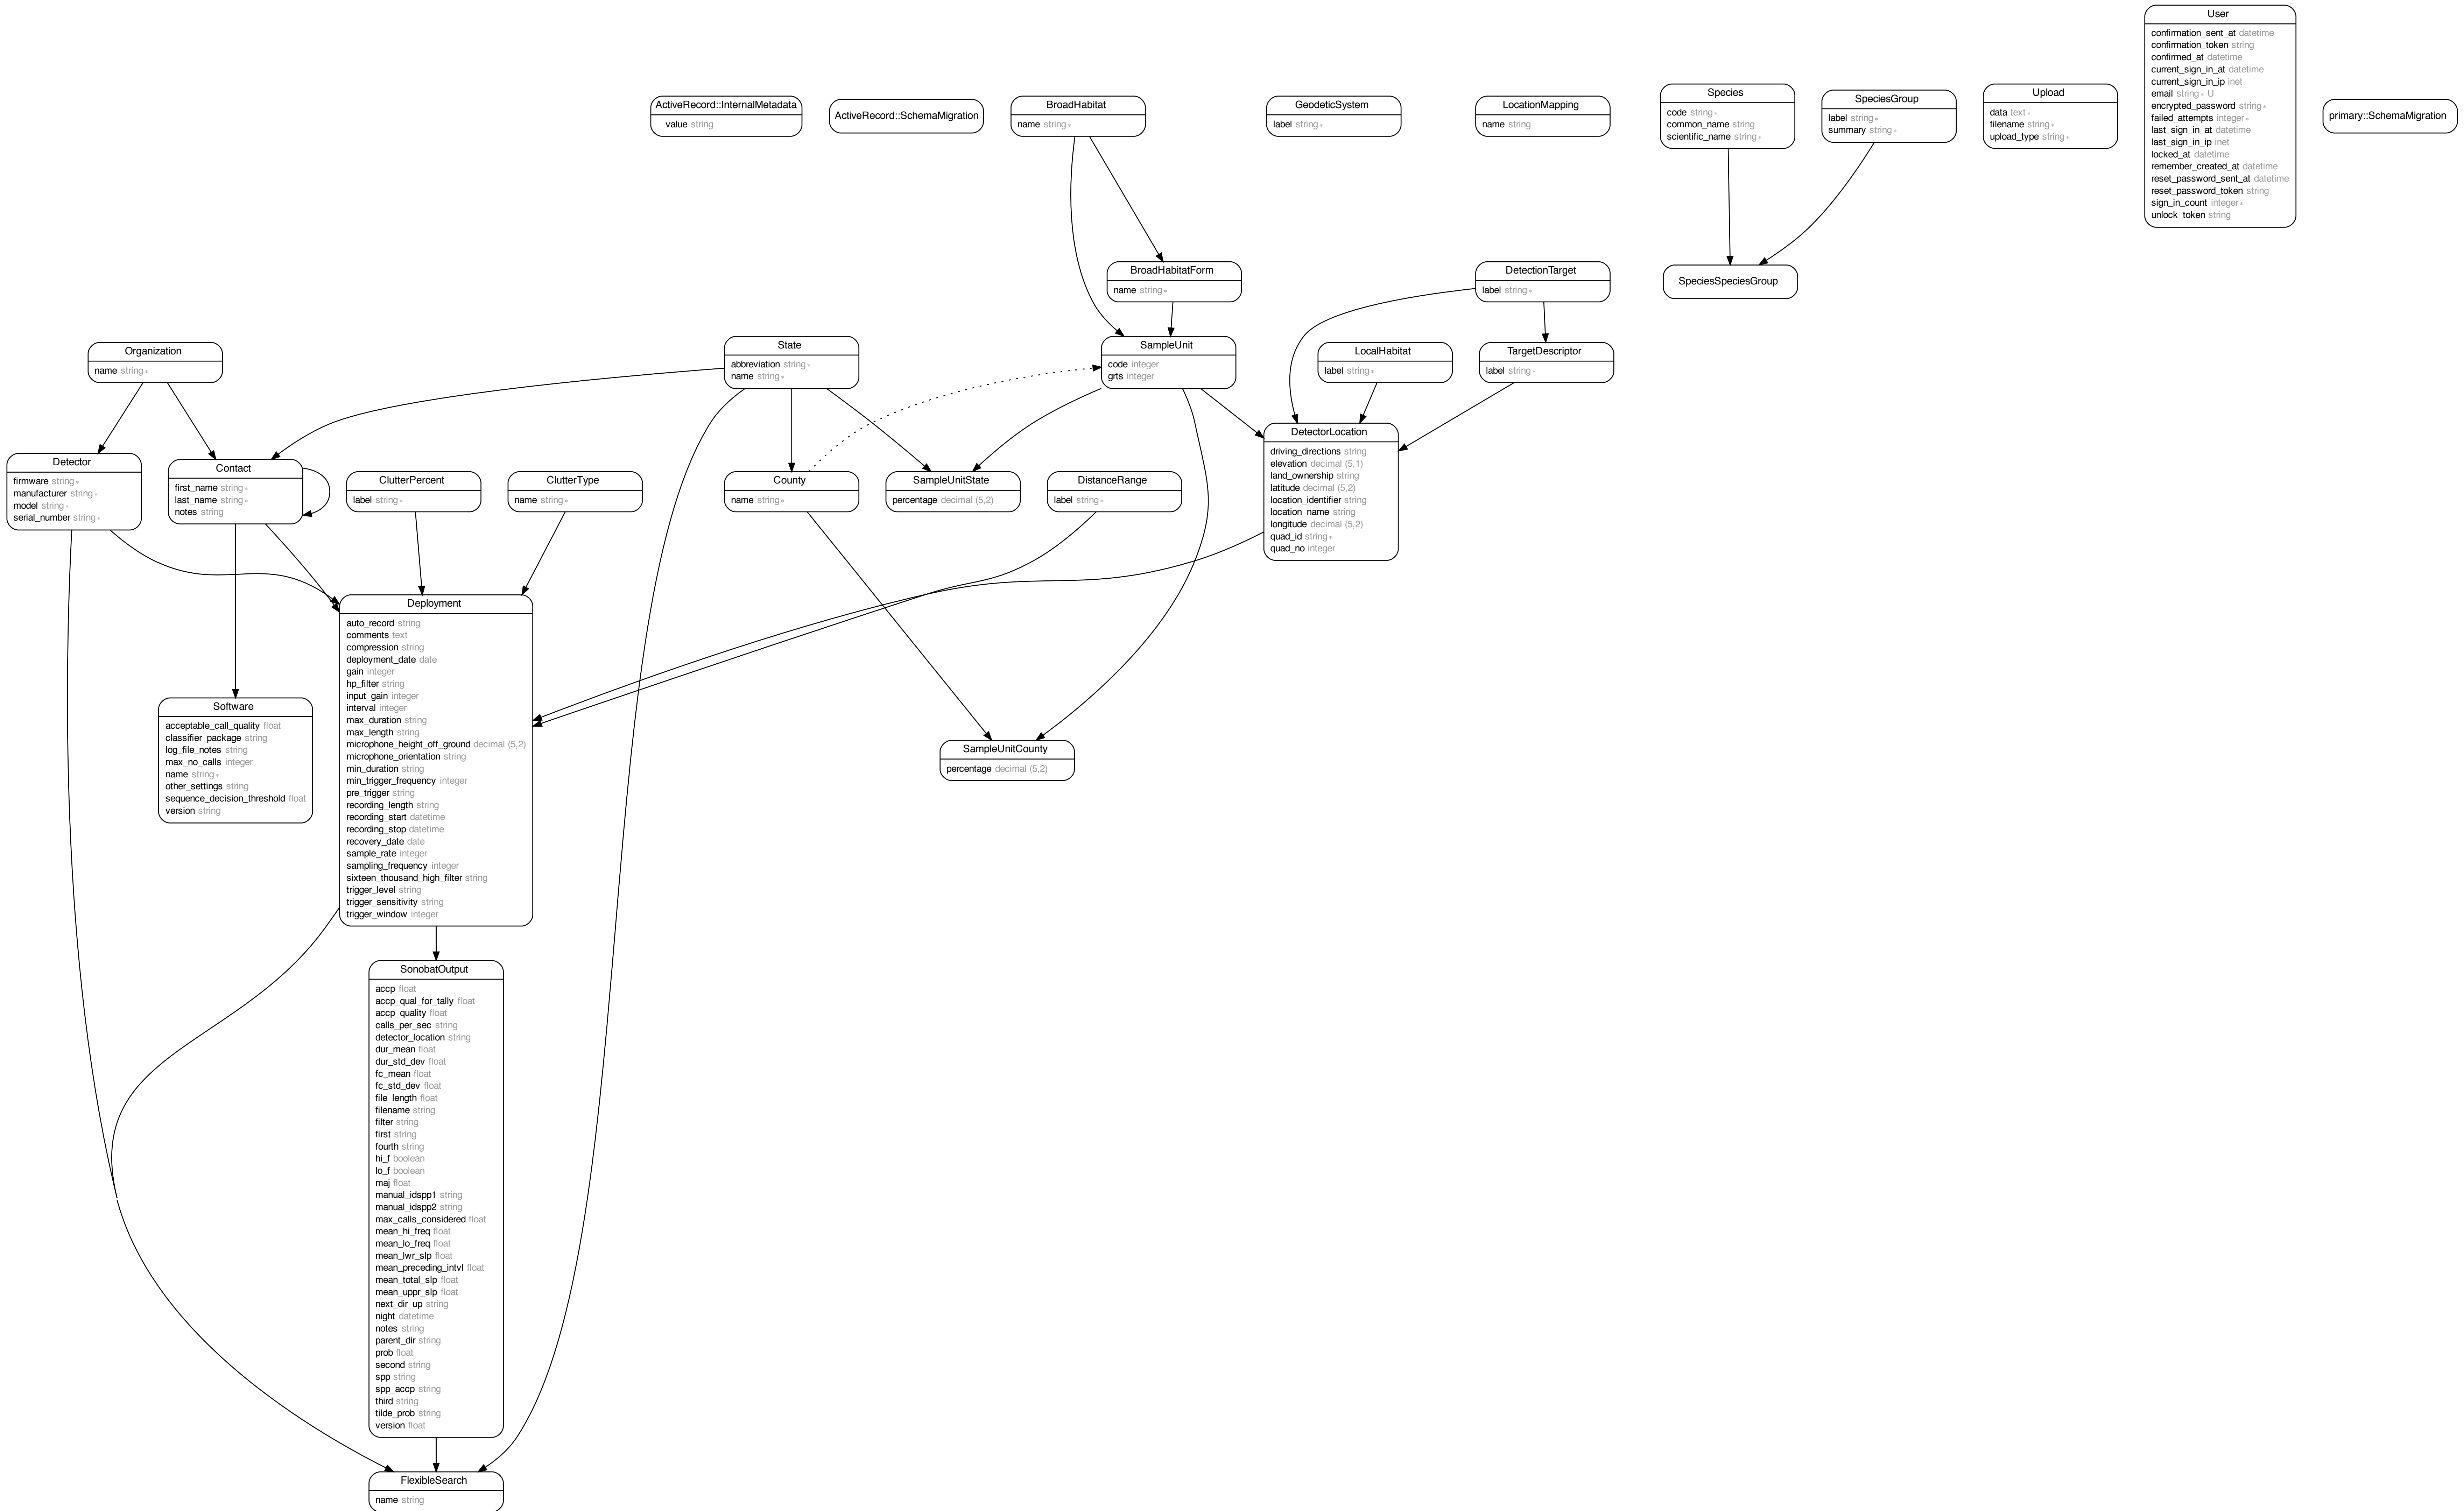 User
confirmation_sent_at datetime
confirmation_token string
confirmed_at datetime
current_sign_in_at datetime
current_sign_in_ip inet
email string * U
encrypted_password string *
failed_attempts integer *
last_sign_in_at datetime
last_sign_in_ip inet
locked_at datetime
remember_created_at datetime
reset_password_sent_at datetime
reset_password_token string
sign_in_count integer *
unlock_token string
ActiveRecord::InternalMetadata
value string
ActiveRecord::SchemaMigration
BroadHabitat
name string *
GeodeticSystem
label string *
LocationMapping
name string
Species
code string *
common_name string
scientific_name string *
SpeciesGroup
label string *
summary string *
Upload
data text *
filename string *
upload_type string *
primary::SchemaMigration
BroadHabitatForm
name string *
DetectionTarget
label string *
SpeciesSpeciesGroup
Organization
name string *
State
abbreviation string *
name string *
SampleUnit
code integer
grts integer
LocalHabitat
label string *
TargetDescriptor
label string *
Detector
firmware string *
manufacturer string *
model string *
serial_number string *
Contact
first_name string *
last_name string *
notes string
ClutterPercent
label string *
ClutterType
name string *
County
name string *
SampleUnitState
percentage decimal (5,2)
DistanceRange
label string *
DetectorLocation
driving_directions string
elevation decimal (5,1)
land_ownership string
latitude decimal (5,2)
location_identifier string
location_name string
longitude decimal (5,2)
quad_id string *
quad_no integer
Deployment
auto_record string
comments text
compression string
deployment_date date
gain integer
hp_filter string
input_gain integer
interval integer
max_duration string
max_length string
microphone_height_off_ground decimal (5,2)
microphone_orientation string
min_duration string
min_trigger_frequency integer
pre_trigger string
recording_length string
recording_start datetime
recording_stop datetime
recovery_date date
sample_rate integer
sampling_frequency integer
sixteen_thousand_high_filter string
trigger_level string
trigger_sensitivity string
trigger_window integer
Software
acceptable_call_quality float
classifier_package string
log_file_notes string
max_no_calls integer
name string *
other_settings string
sequence_decision_threshold float
version string
SampleUnitCounty
percentage decimal (5,2)
SonobatOutput
accp float
accp_qual_for_tally float
accp_quality float
calls_per_sec string
detector_location string
dur_mean float
dur_std_dev float
fc_mean float
fc_std_dev float
file_length float
filename string
filter string
first string
fourth string
hi_f boolean
lo_f boolean
maj float
manual_idspp1 string
manual_idspp2 string
max_calls_considered float
mean_hi_freq float
mean_lo_freq float
mean_lwr_slp float
mean_preceding_intvl float
mean_total_slp float
mean_uppr_slp float
next_dir_up string
night datetime
notes string
parent_dir string
prob float
second string
spp string
spp_accp string
third string
tilde_prob string
version float
FlexibleSearch
name string